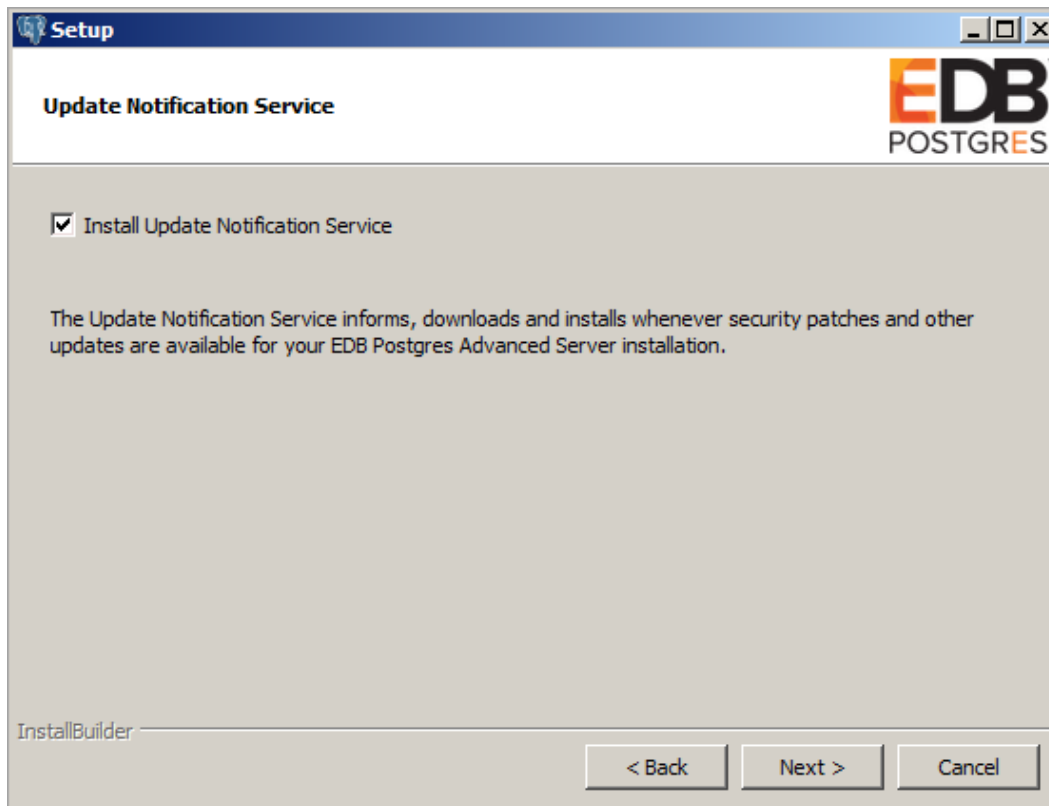 Setup
Update Notification Service
EDB
POSTGRES
Install Update Notification Service
The Update Notification Service informs, downloads and installs whenever security patches and other
updates are available for your EDB Postgres Advanced Server installation.
InstallBuilder
< Back Next > Cancel